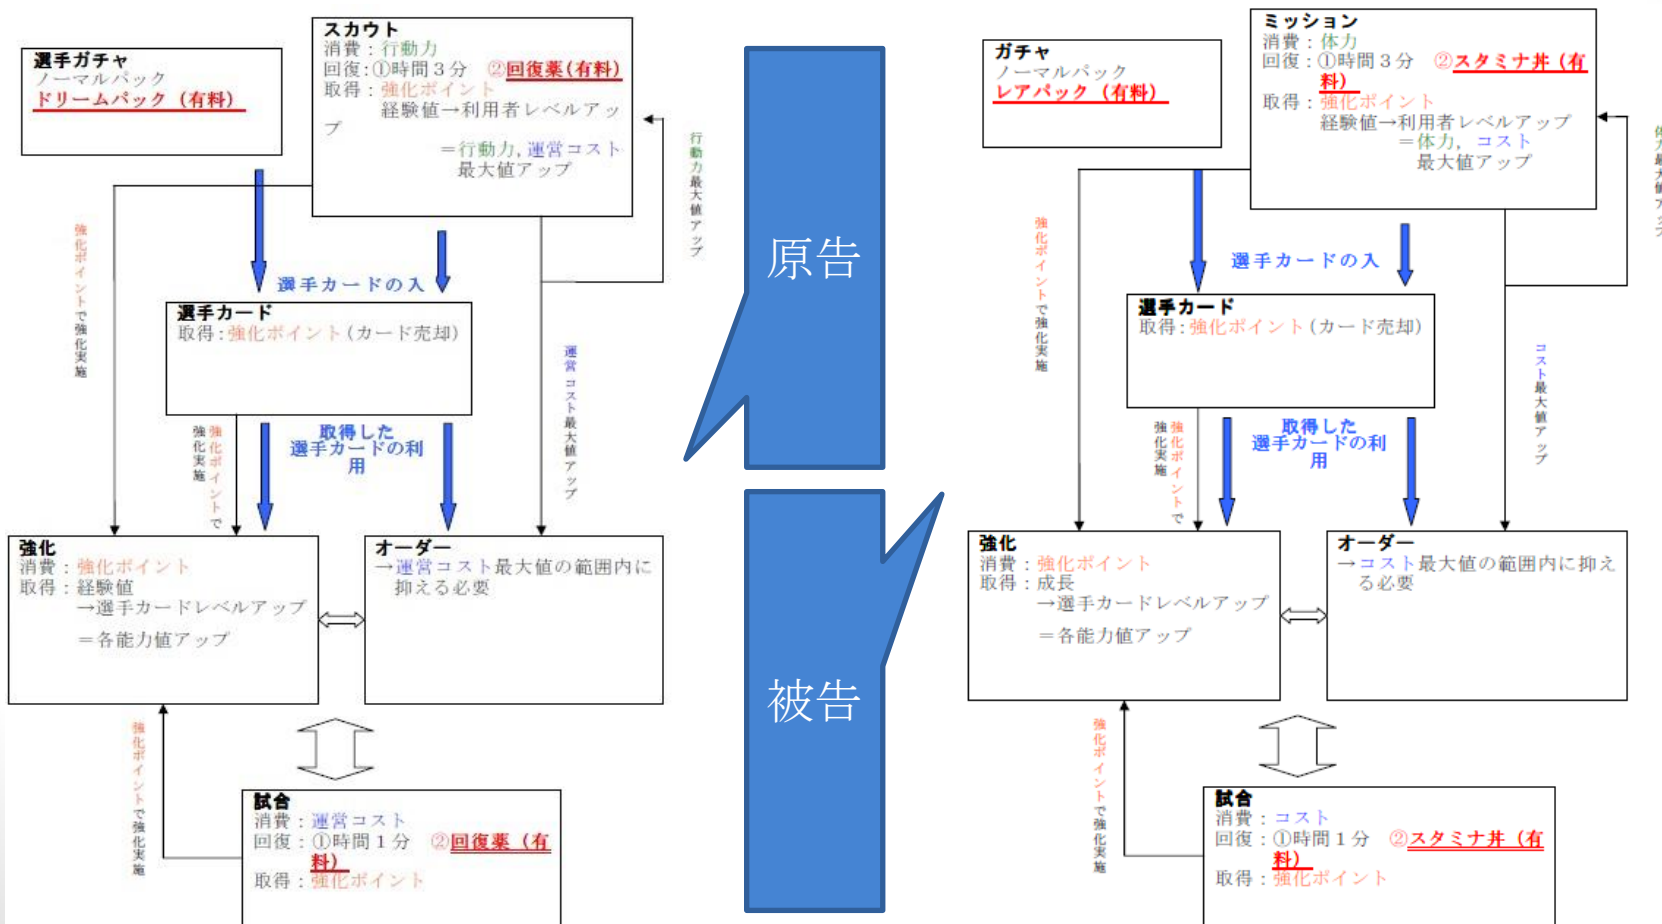 選手ガチャ
ノーマルパック
ドリームパック（有料）
スカウト
消費：行動力
回復:①時間３分　②回復薬(有料)
取得：強化ポイント
経験値→利用者レベルアッ
プ
＝行動力,運営コスト
最大値アップ
行動力最大値アップ
強化ポイントで強化実施
選手カードの入
選手カード
取得:強化ポイント(カード売却)
運営コスト最大値アップ
強化ポイントで
強化実施
取得した
選手カードの利
用
強化
消費：強化ポイント
取得：経験値
→選手カードレベルアップ
＝各能力値アップ
オーダー
→運営コスト最大値の範囲内に
抑える必要
強化ポイントで強化実施
試合
消費：運営コスト
回復：①時間１分　②回復薬（有
料）
取得：強化ポイント
原告
被告
ガチャ
ノーマルパック
レアパック（有料）
ミッション
消費：体力
回復：①時間３分　②スタミナ丼（有
料）
取得：強化ポイント
経験値→利用者レベルアップ
＝体力，コスト
最大値アップ
体力最大値アップ
強化ポイントで強化実施
選手カードの入
選手カード
取得:強化ポイント(カード売却)
コスト最大値アップ
強化ポイントで
強化実施
取得した
選手カードの利
用
強化
消費：強化ポイント
取得：成長
→選手カードレベルアップ
＝各能力値アップ
オーダー
→コスト最大値の範囲内に抑え
る必要
強化ポイントで強化実施
試合
消費：コスト
回復：①時間１分　②スタミナ丼（有
料）
取得：強化ポイント